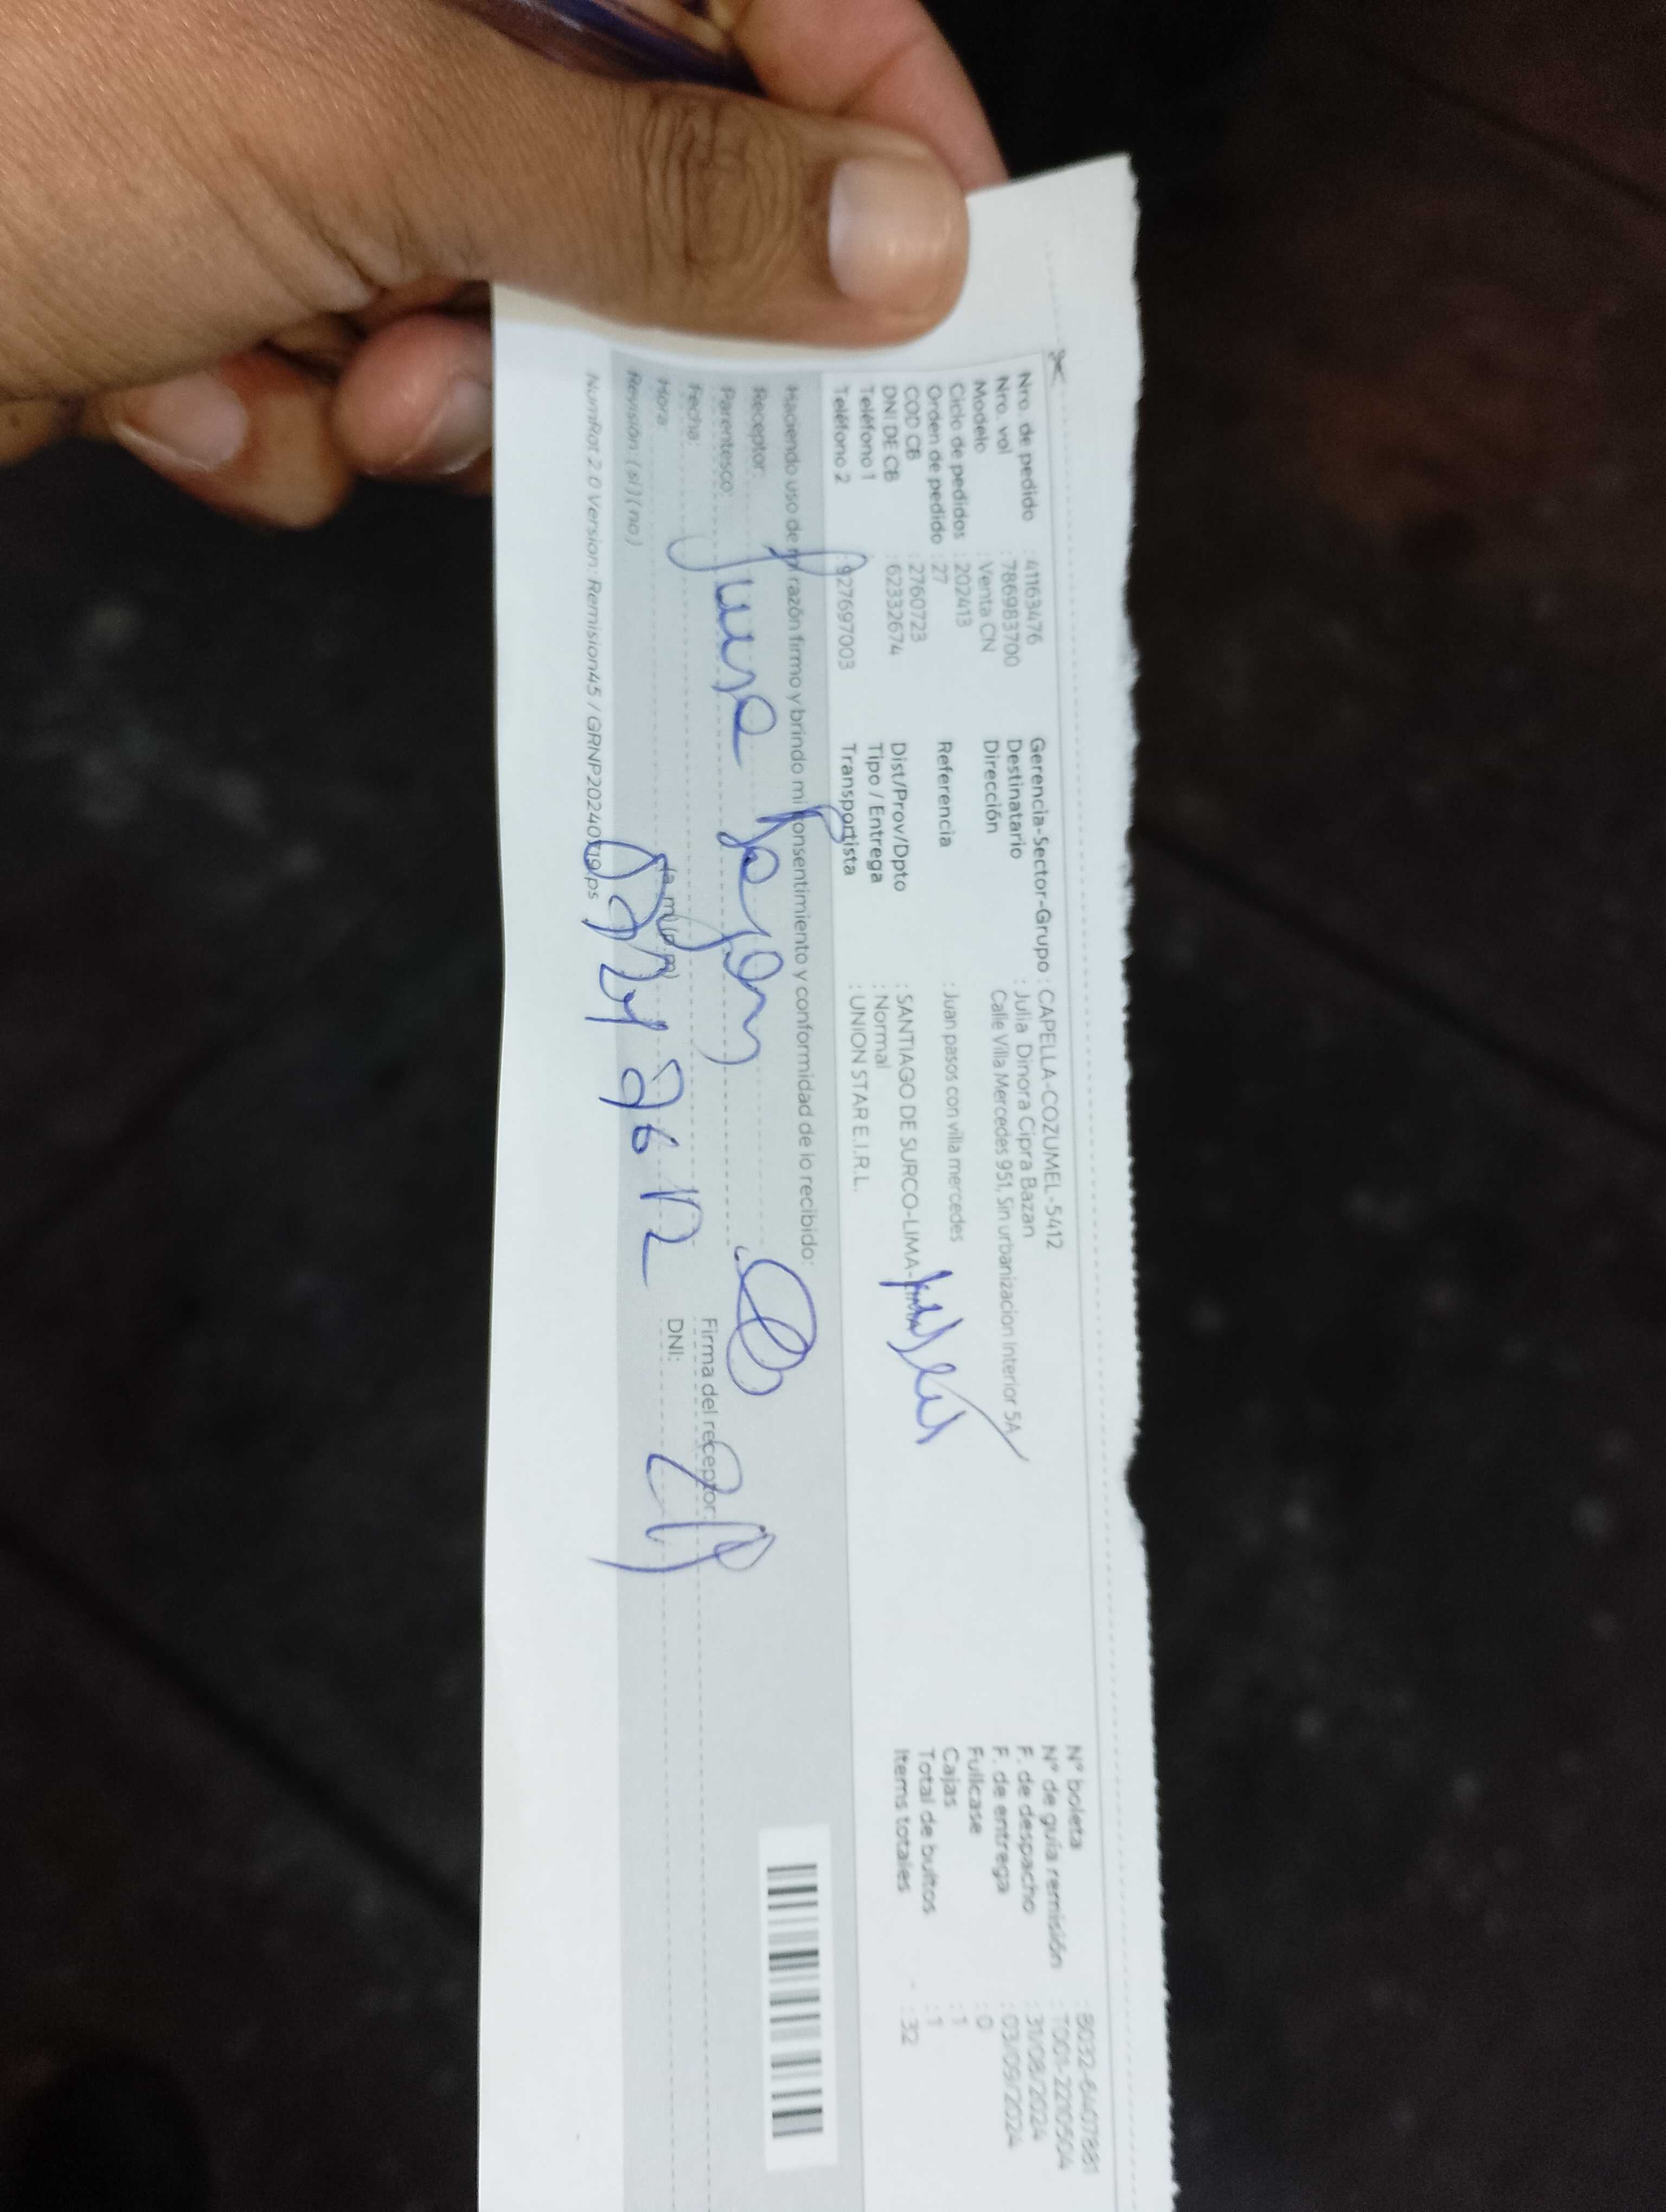 Nro. de pedido : 41163476
Nro. vol : 786983700
Modelo : Venta CN
Ciclo de pedidos : 202413
Orden de pedido : 27
COD CB : 2760723
DNI DE CB : 62332674
Teléfono 1
Teléfono 2 : 927697003
Gerencia-Sector-Grupo : CAPELLA-COZUMEL-5412
Destinatario : Julia Dinora Cipra Bazan
Dirección Calle Villa Mercedes 951, Sin urbanizacion Interior 5A
Referencia : Juan pasos con villa mercedes
Dist/Prov/Dpto : SANTIAGO DE SURCO-LIMA-LIMA
Tipo / Entrega : Normal
Transportista : UNION STAR E.I.R.L.
N° boleta : B032-6407881
N° de guía remisión : T001-2210504
F. de despacho : 31/08/2024
F. de entrega : 03/09/2024
Fullcase : 0
Cajas : 1
Total de bultos : 1
Items totales : 32
Haciendo uso de mi razón firmo y brindo mi consentimiento y conformidad de lo recibido:
Receptor:
Parentesco:
Fecha:
Hora (a.m)(p.m)
Revisión: (si) (no)
Firma del receptor:
DNI:
NumRot 2.0 Version: Remision45 / GRNP20240719/ps